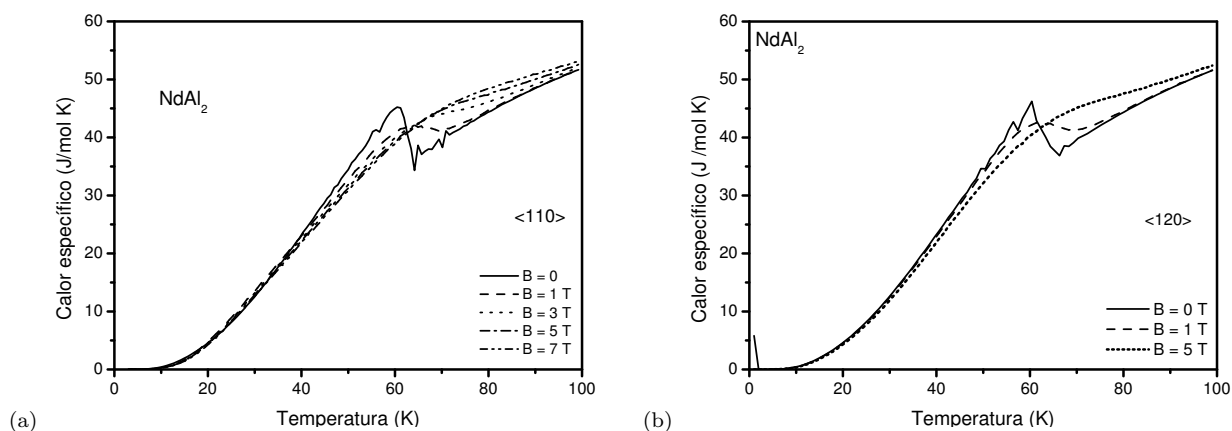 60
50
40
30
20
10
0
Calor específico (J/mol K)
NdAl2
<110>
B = 0
B = 1 T
B = 3 T
B = 5 T
B = 7 T
0 20 40 60 80 100
Temperatura (K)
(a)
60
50
40
30
20
10
0
Calor específico (J /mol K)
NdAl2
<120>
B = 0 T
B = 1 T
B = 5 T
0 20 40 60 80 100
Temperatura (K)
(b)